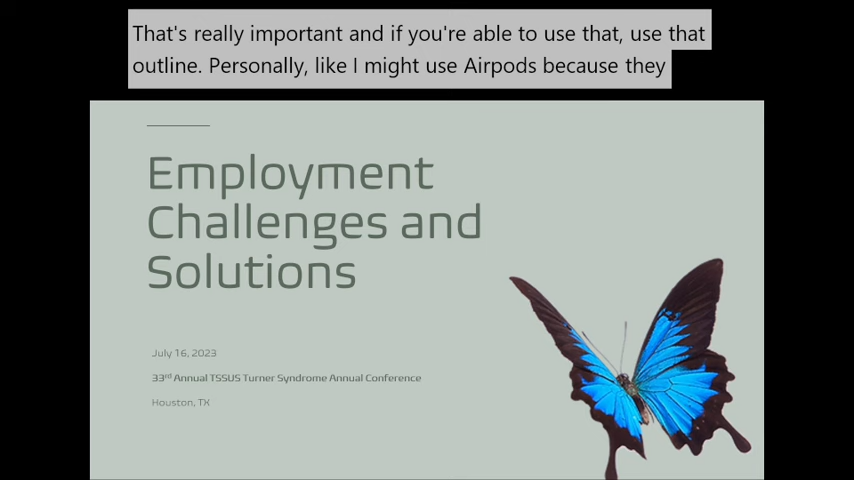 That's really important and if you're able to use that, use that
outline. Personally, like I might use Airpods because they
Employment
Challenges and
Solutions
July 16, 2023
33rd Annual TSSUS Turner Syndrome Annual Conference
Houston, TX